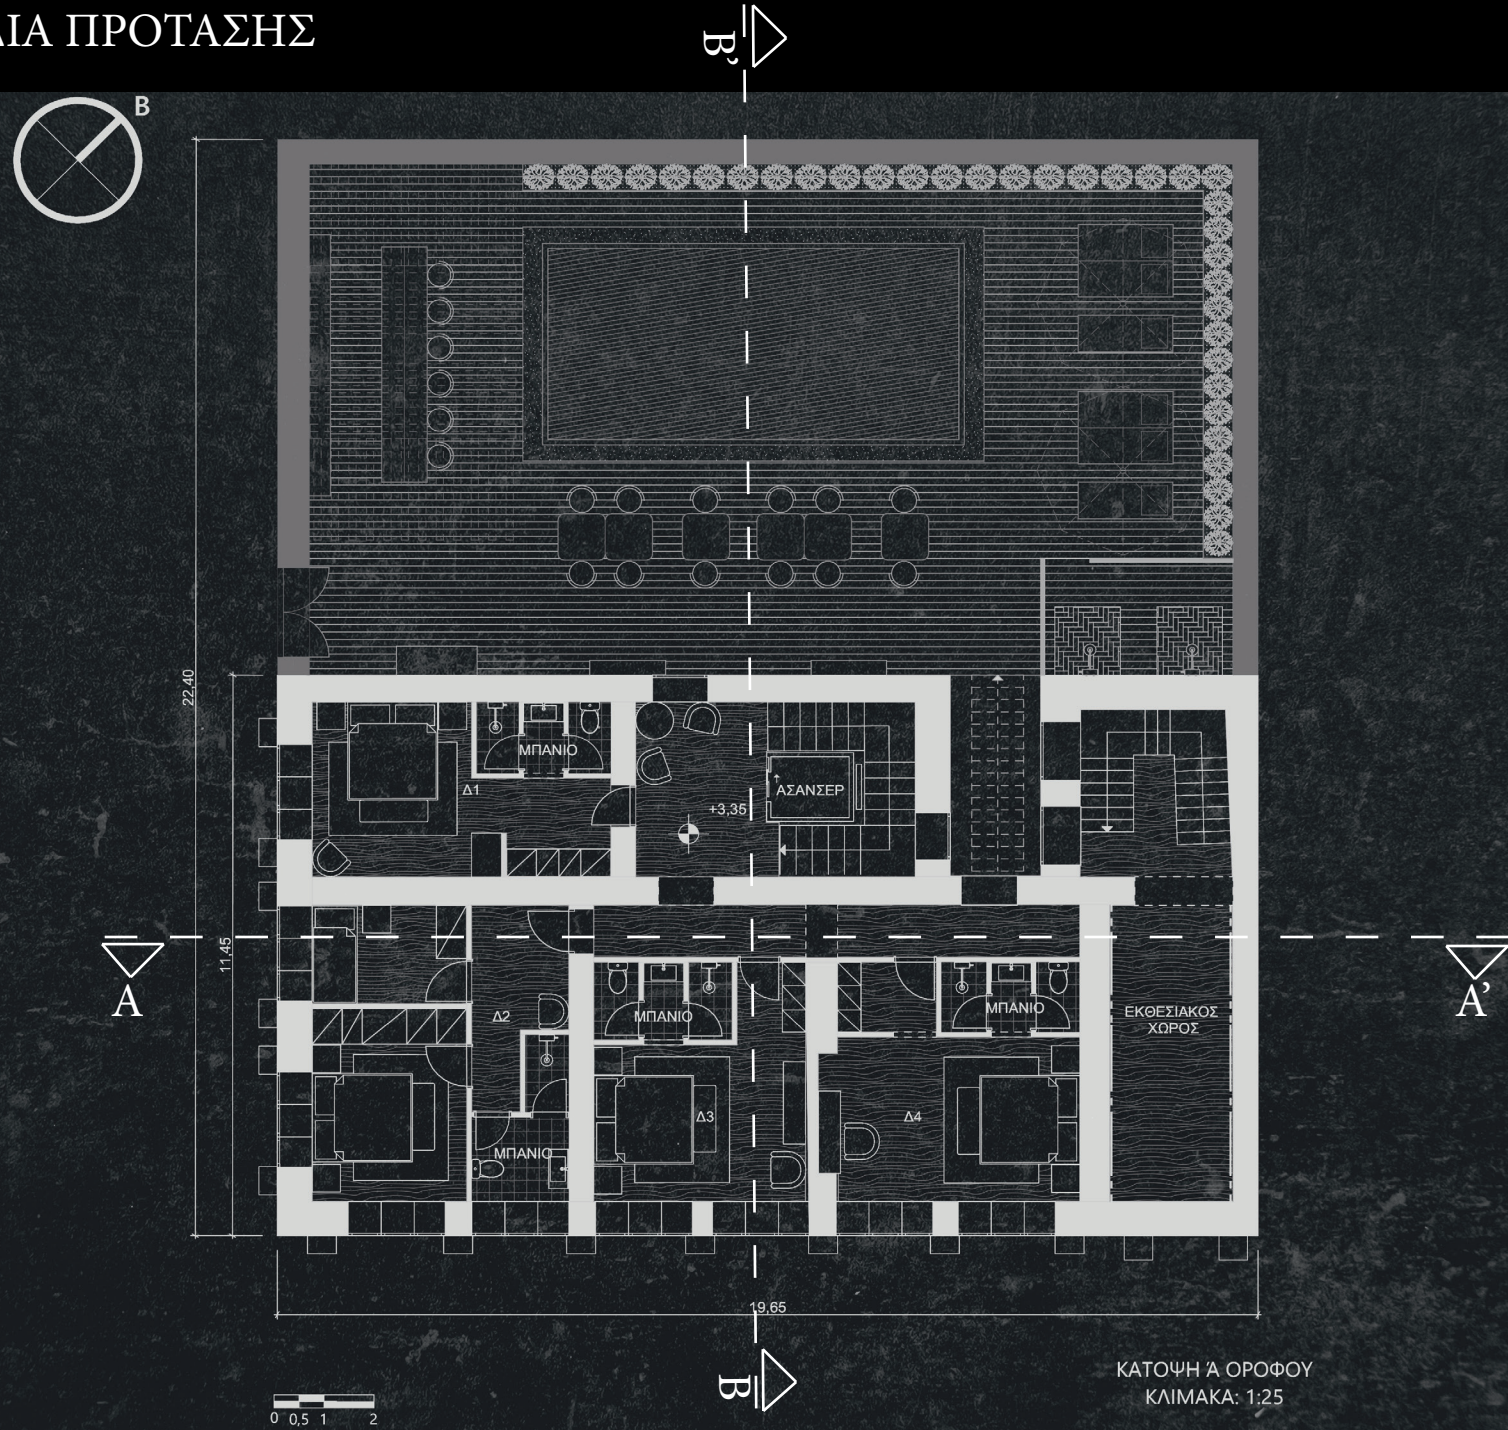 ΠΡΟΤΑΣΗΣ
Β'
Β
22,40
ΜΠΑΝΙΟ
Δ1
ΑΣΑΝΣΕΡ
+3,35
11,45
Α
Α'
Δ2
ΜΠΑΝΙΟ
ΜΠΑΝΙΟ
ΕΚΘΕΣΙΑΚΟΣ
ΧΩΡΟΣ
Δ3
Δ4
ΜΠΑΝΙΟ
19,65
Β
ΚΑΤΟΨΗ Ά ΟΡΟΦΟΥ
ΚΛΙΜΑΚΑ: 1:25
0 0,5 1 2